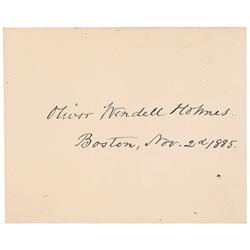 Oliver Wendell Holmes.
Boston, Nov. 2d 1885.